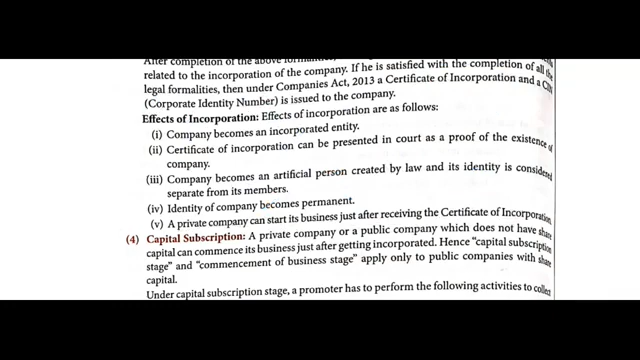 After completion of the above
related to the incorporation of the company. If he is satisfied with the completion of all the
legal formalities, then under Companies Act, 2013 a Certificate of Incorporation and a CIN
(Corporate Identity Number) is issued to the company.
Effects of Incorporation: Effects of incorporation are as follows:
(i) Company becomes an incorporated entity.
(ii) Certificate of incorporation can be presented in court as a proof of the existence of
company.
(iii) Company becomes an artificial person created by law and its identity is considered
separate from its members.
(iv) Identity of company becomes permanent.
(v) A private company can start its business just after receiving the Certificate of Incorporation.
(4) Capital Subscription: A private company or a public company which does not have share
capital can commence its business just after getting incorporated. Hence “capital subscription
stage” and “commencement of business stage” apply only to public companies with share
capital.
Under capital subscription stage, a promoter has to perform the following activities to collect